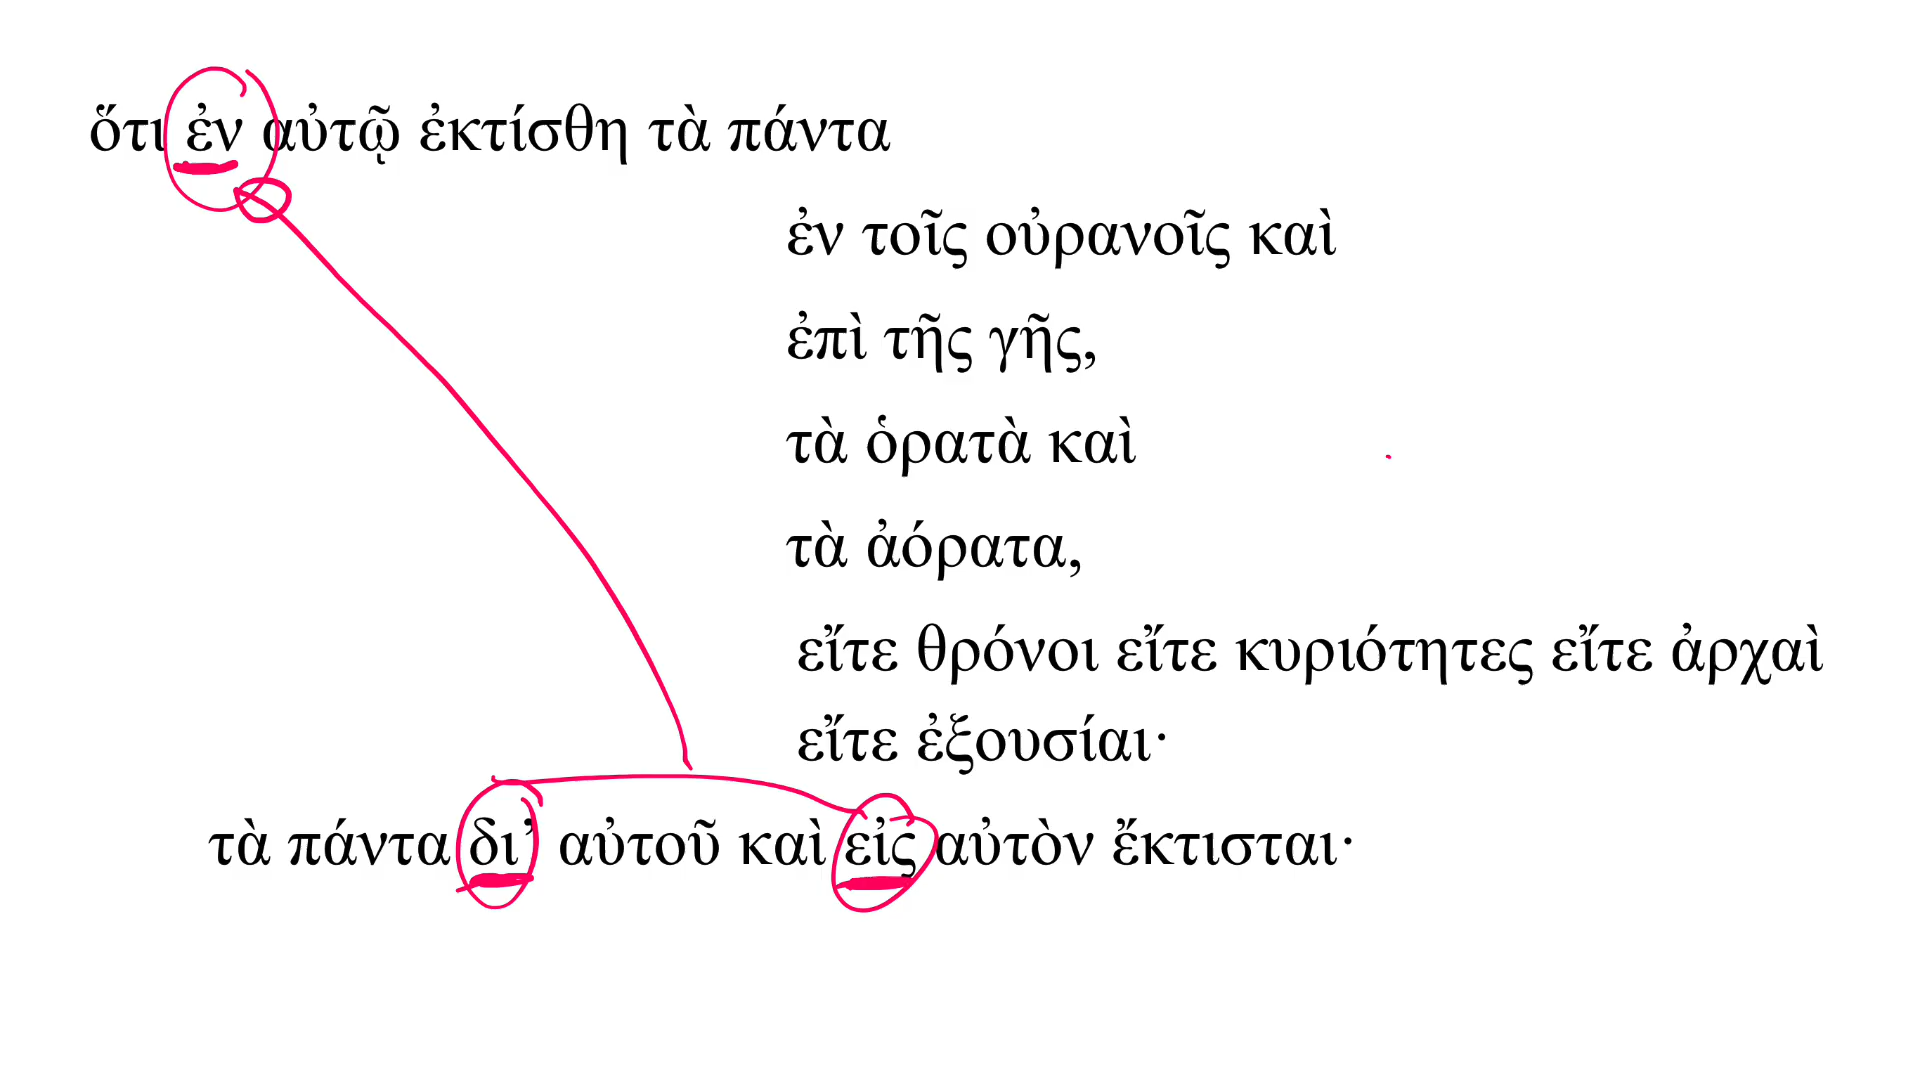 ὅτι ἐν αὐτῷ ἐκτίσθη τὰ πάντα
ἐν τοῖς οὐρανοῖς καὶ
ἐπὶ τῆς γῆς,
τὰ ὁρατὰ καὶ
τὰ ἀόρατα,
εἴτε θρόνοι εἴτε κυριότητες εἴτε ἀρχαὶ
εἴτε ἐξουσίαι·
τὰ πάντα δι’ αὐτοῦ καὶ εἰς αὐτὸν ἔκτισται·